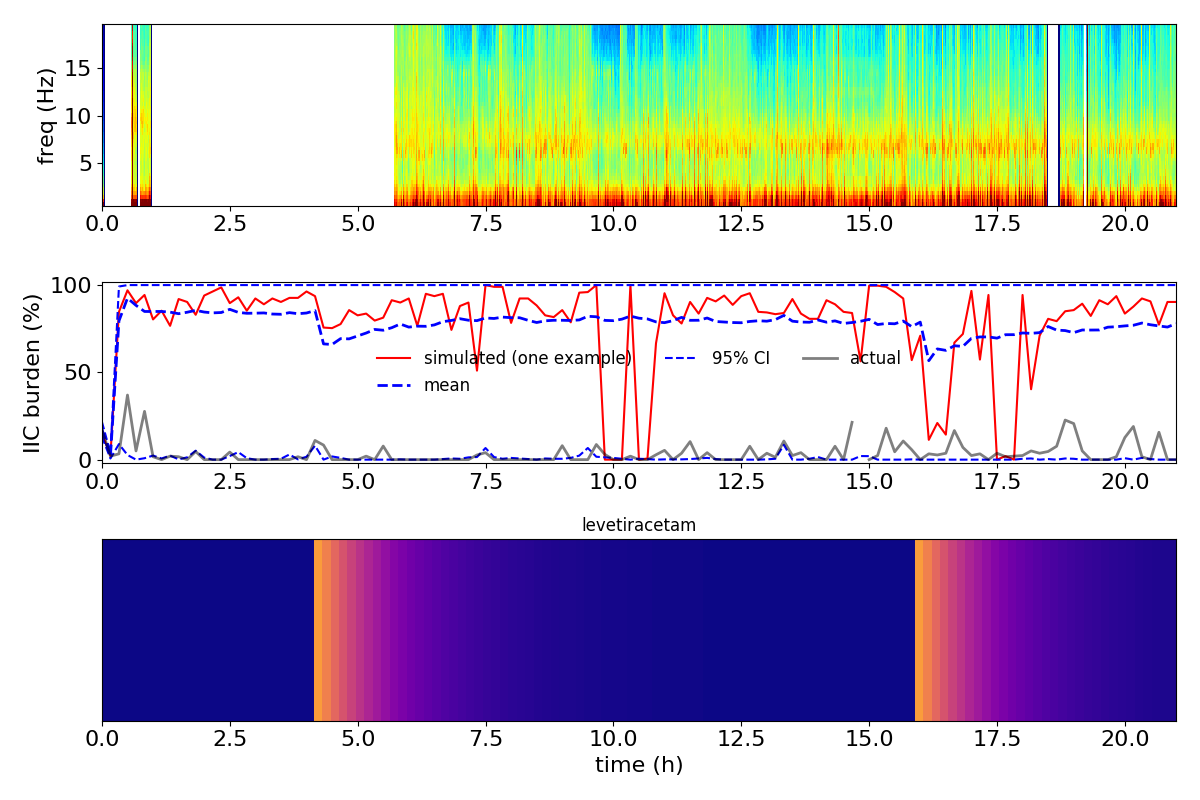 freq (Hz)
15
10
5
0.0 2.5 5.0 7.5 10.0 12.5 15.0 17.5 20.0
IIC burden (%)
100
50
0
simulated (one example) 95% CI actual
mean
0.0 2.5 5.0 7.5 10.0 12.5 15.0 17.5 20.0
levetiracetam
0.0 2.5 5.0 7.5 10.0 12.5 15.0 17.5 20.0
time (h)